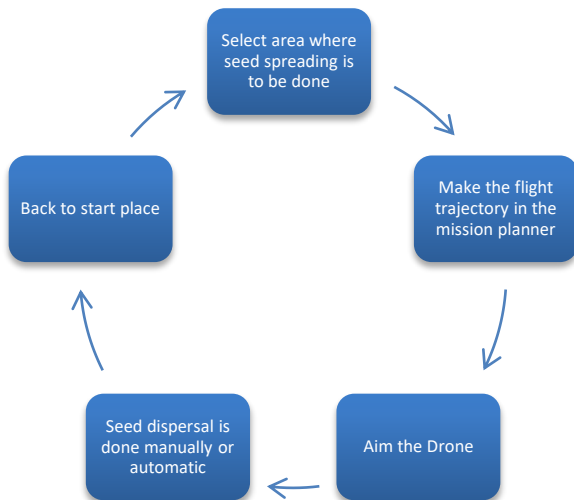 Select area where
seed spreading is
to be done
Make the flight
trajectory in the
mission planner
Aim the Drone
Seed dispersal is
done manually or
automatic
Back to start place